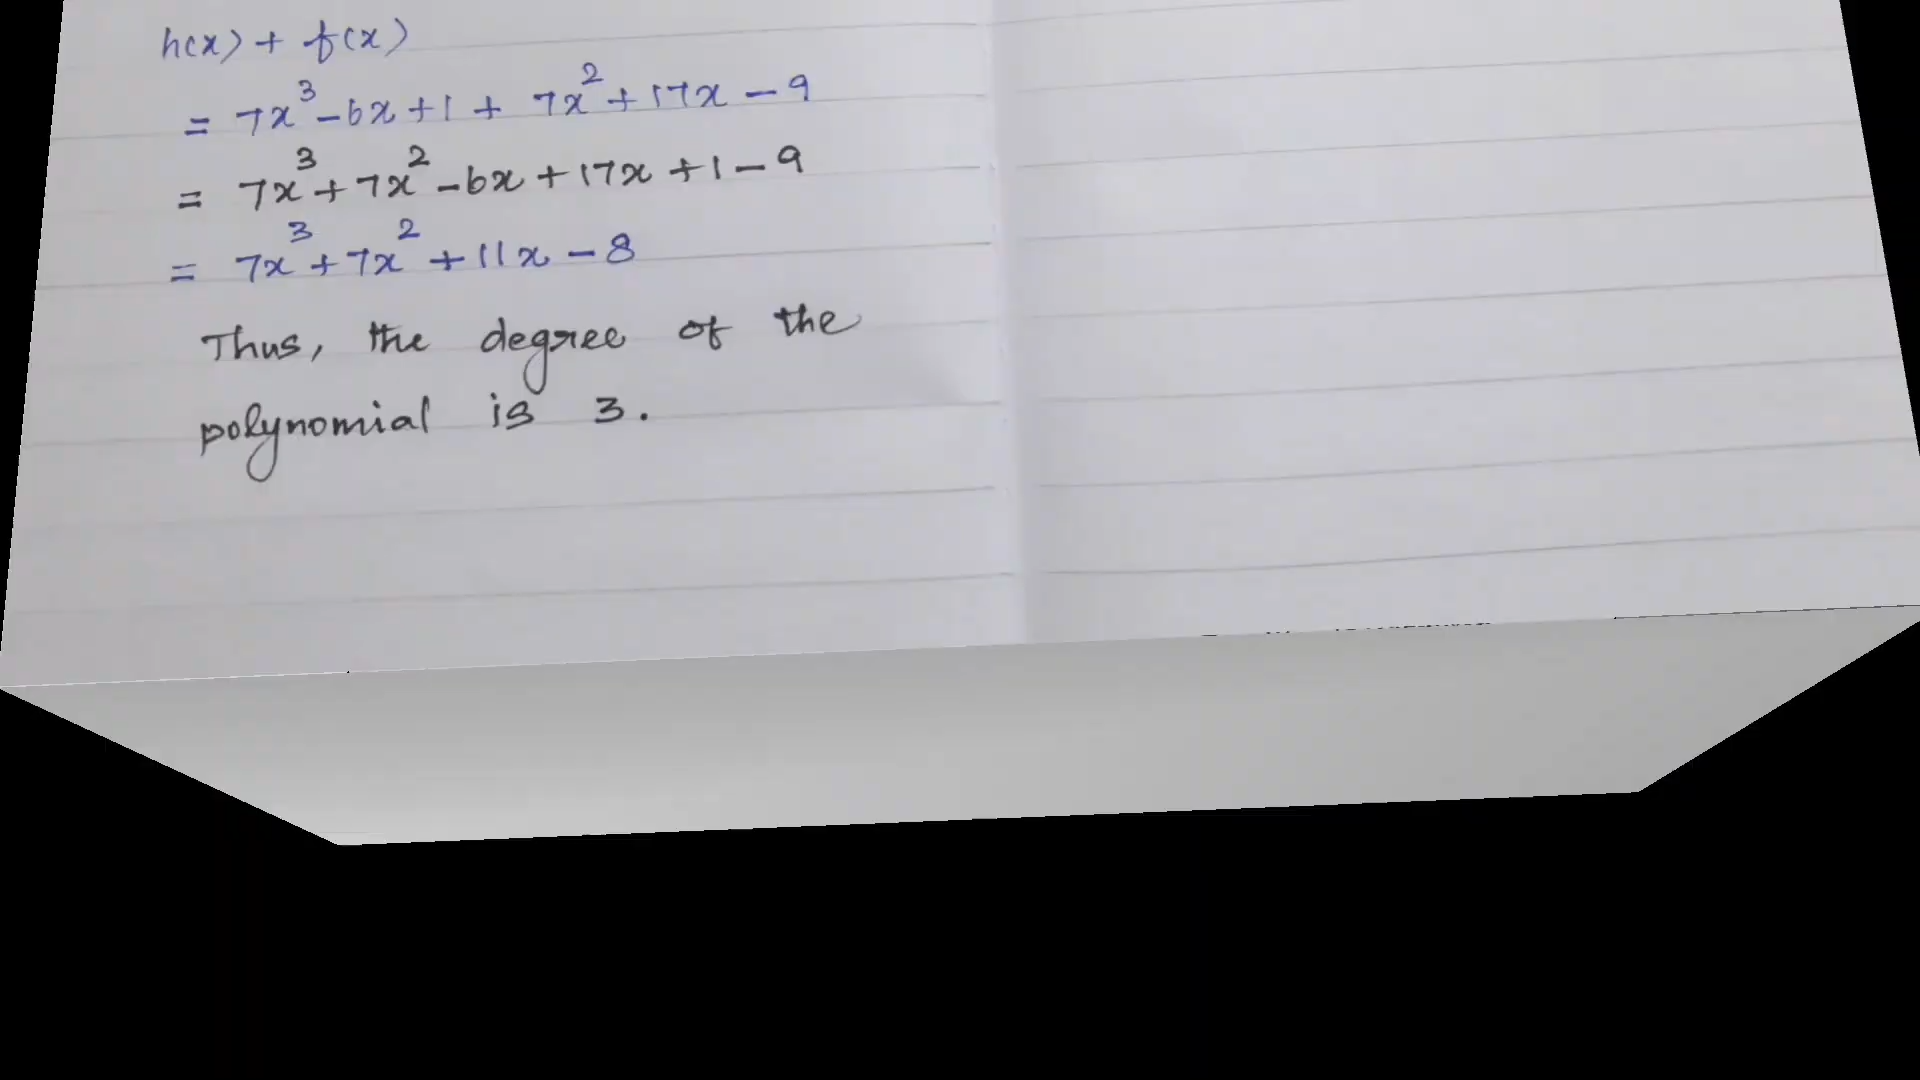 h(x) + f(x)
= 7x³ - 6x + 1 + 7x² + 17x - 9
= 7x³ + 7x² - 6x + 17x + 1 - 9
= 7x³ + 7x² + 11x - 8
Thus, the degree of the
polynomial is 3.